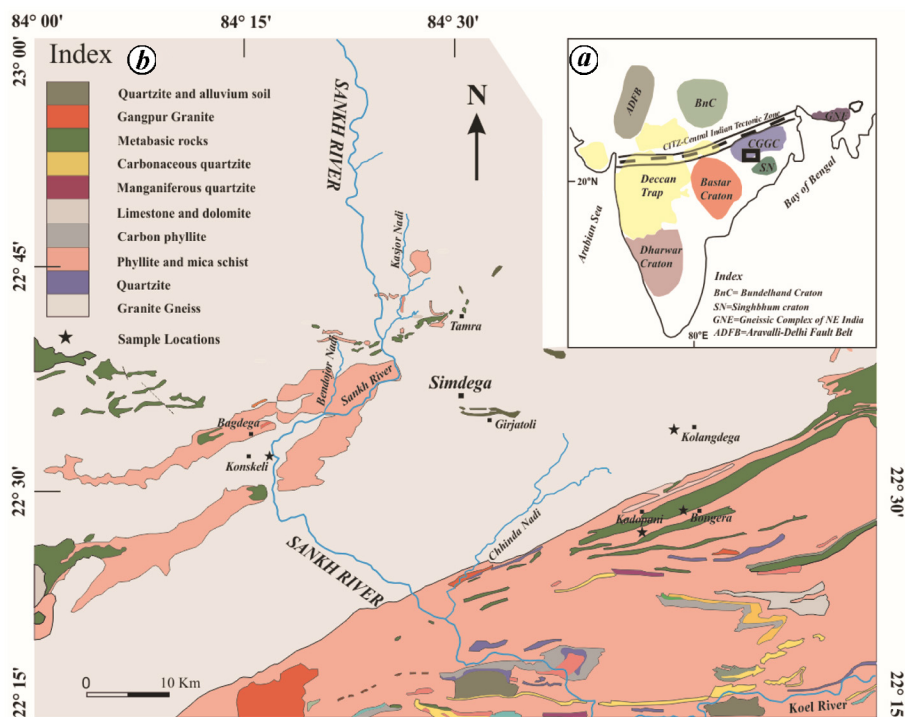 84° 00'
84° 15'
84° 30'
23° 00'
22° 45'
22° 30'
22° 15'
22° 30'
22° 15'
Index
b
Quartzite and alluvium soil
Gangpur Granite
Metabasic rocks
Carbonaceous quartzite
Manganiferous quartzite
Limestone and dolomite
Carbon phyllite
Phyllite and mica schist
Quartzite
Granite Gneiss
Sample Locations
N
SANKH RIVER
Kasjor Nadi
Tamra
Bendojor Nadi
Sankh River
Simdega
Girjatoli
Bagdega
Konskeli
Kolangdega
Kadopani
Bongera
Chhinda Nadi
SANKH RIVER
Koel River
0
10 Km
a
ADFB
BnC
GNE
CITZ-Central Indian Tectonic Zone
CGGC
SN
20°N
Deccan
Trap
Bastar
Craton
Bay of Bengal
Arabian Sea
Dharwar
Craton
80°E
Index
BnC= Bundelhand Craton
SN=Singhbhum craton
GNE=Gneissic Complex of NE India
ADFB=Aravalli-Delhi Fault Belt